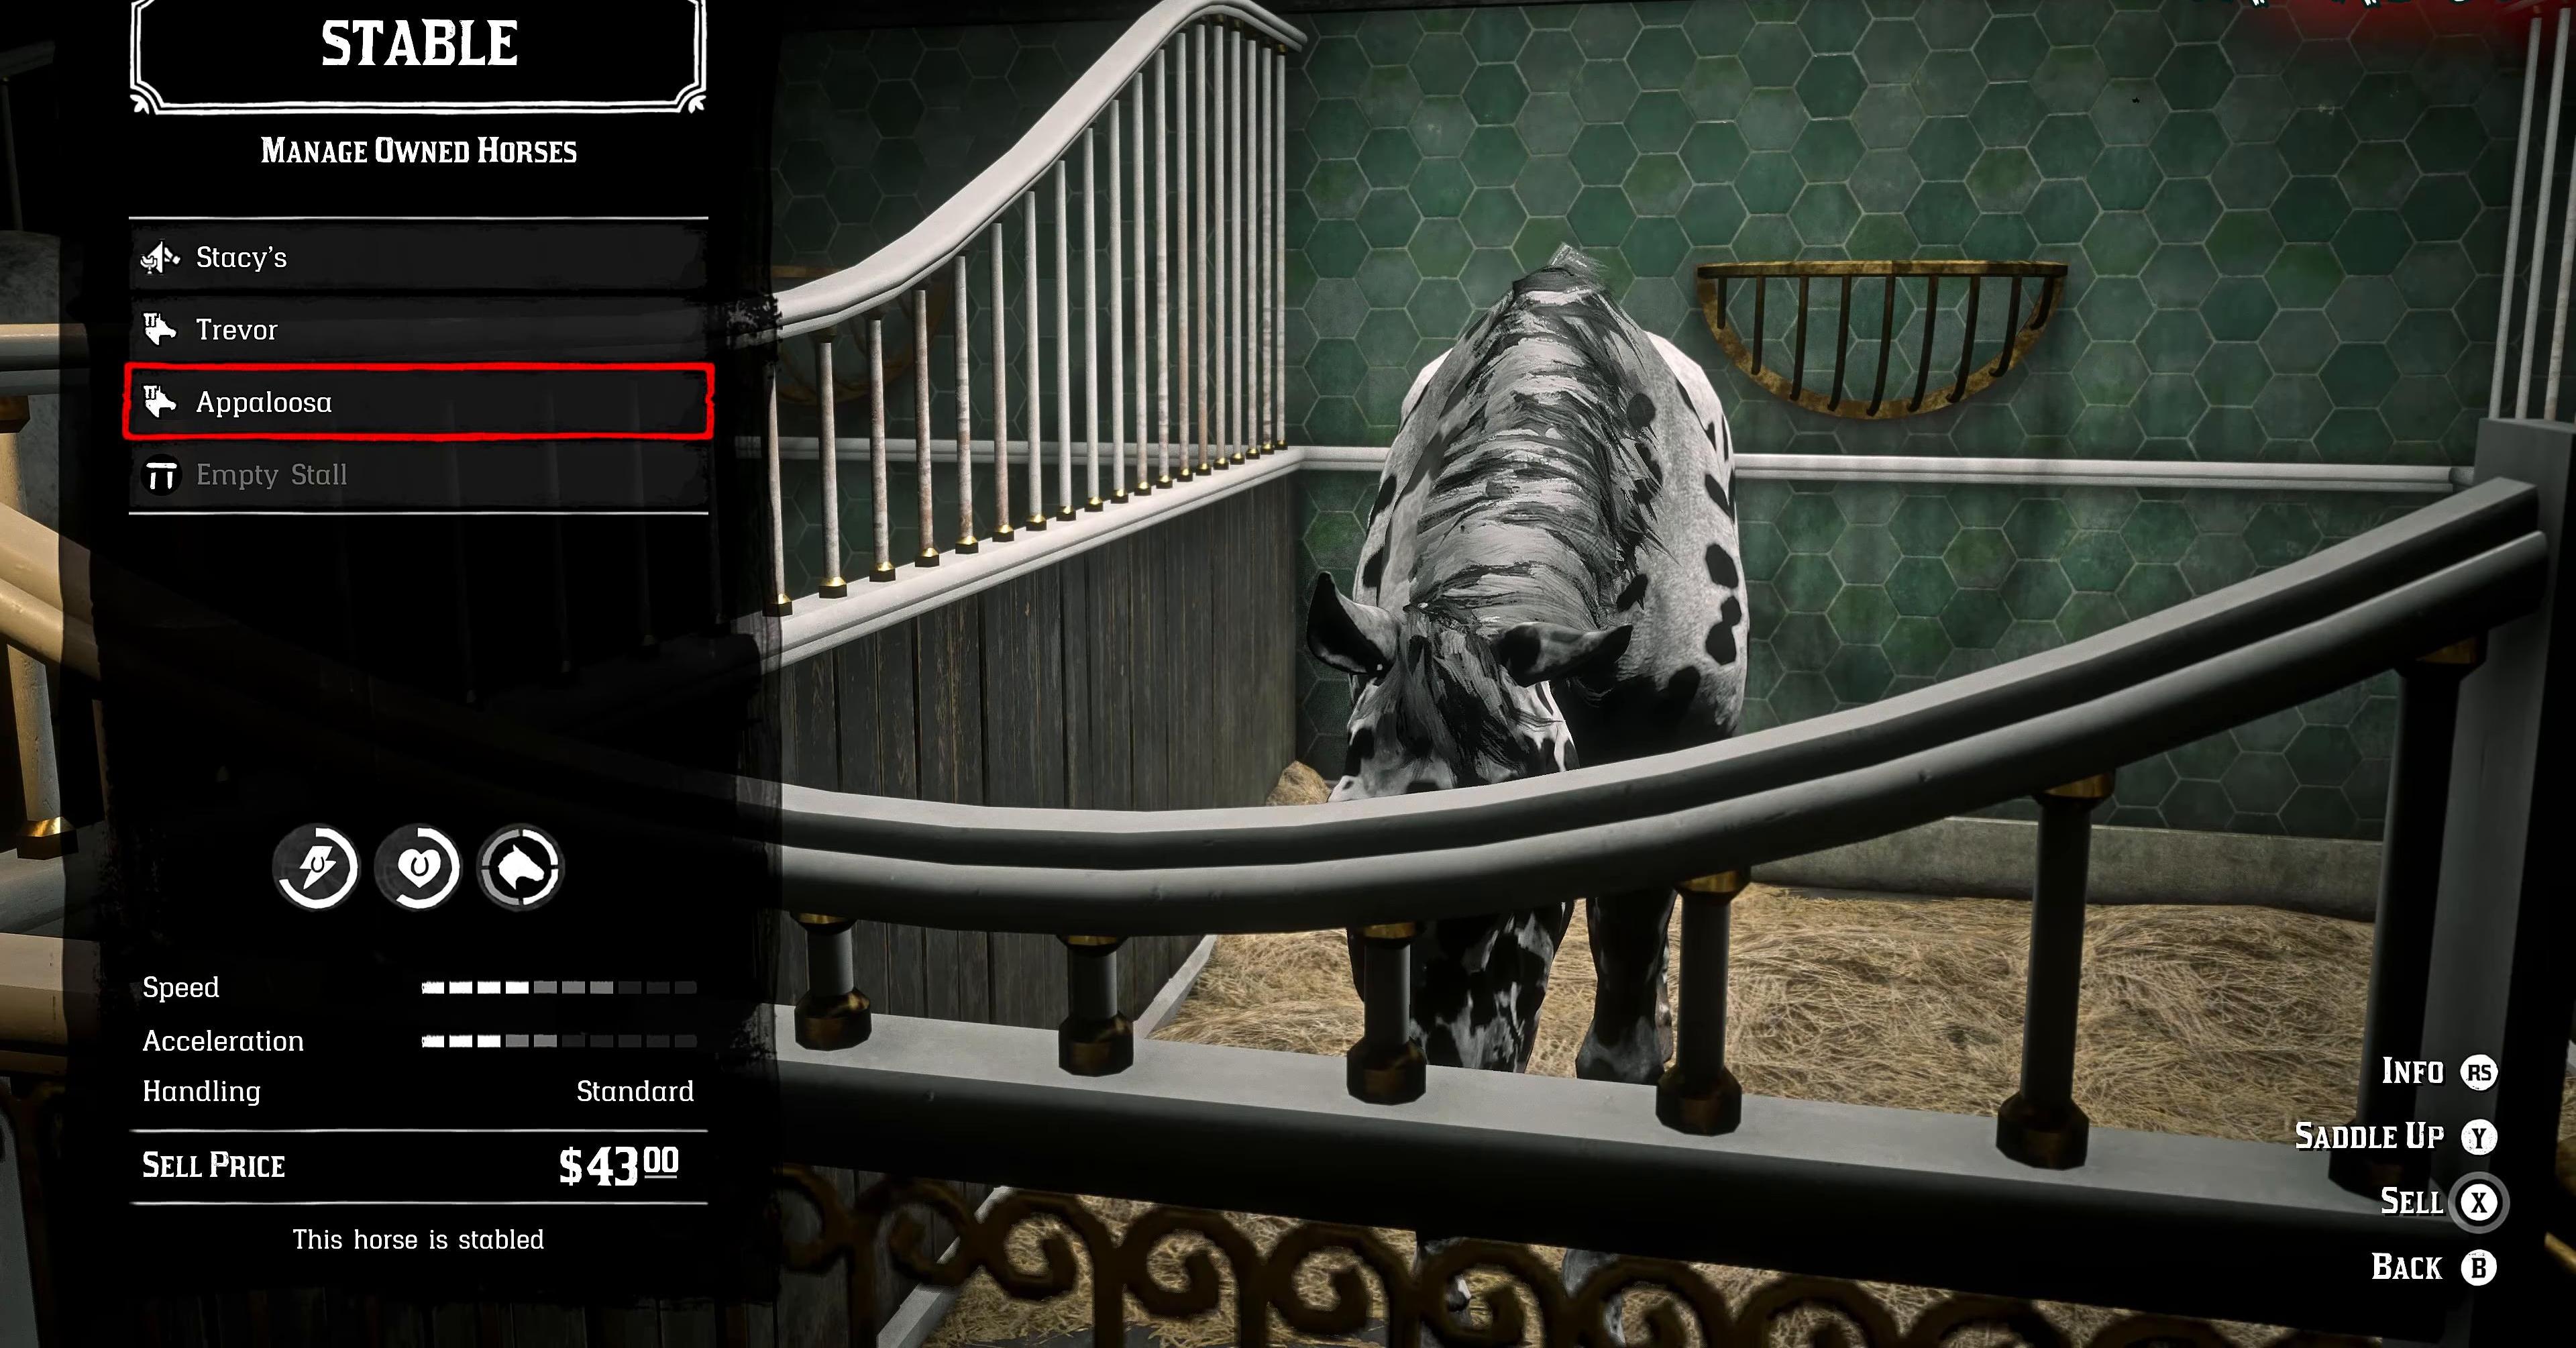 STABLE
MANAGE OWNED HORSES
Stacy's
Trevor
Appaloosa
Empty Stall
Speed
Acceleration
Handling Standard
SELL PRICE $43.00
This horse is stabled
INFO RS
SADDLE UP Y
SELL X
BACK B